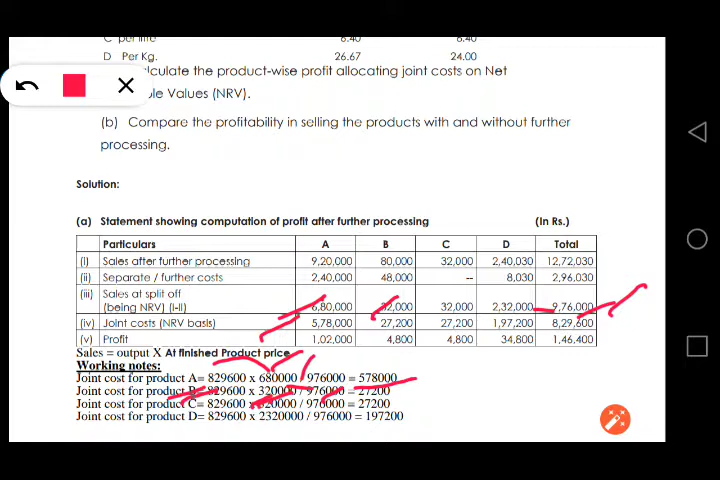 C per litre 6.40 6.40
D Per Kg. 26.67 24.00
lculate the product-wise profit allocating joint costs on Net
le Values (NRV).
(b) Compare the profitability in selling the products with and without further
processing.
Solution:
(a) Statement showing computation of profit after further processing (In Rs.)
Particulars A B C D Total
(i) Sales after further processing 9,20,000 80,000 32,000 2,40,030 12,72,030
(ii) Separate / further costs 2,40,000 48,000 -- 8,030 2,96,030
(iii) Sales at split off
(being NRV) (I-II) 6,80,000 32,000 32,000 2,32,000 9,76,000
(iv) Joint costs (NRV basis) 5,78,000 27,200 27,200 1,97,200 8,29,600
(v) Profit 1,02,000 4,800 4,800 34,800 1,46,400
Sales = output X At finished Product price
Working notes:
Joint cost for product A= 829600 x 680000 / 976000 = 578000
Joint cost for product B= 829600 x 320000 / 976000 = 27200
Joint cost for product C= 829600 x 320000 / 976000 = 27200
Joint cost for product D= 829600 x 2320000 / 976000 = 197200